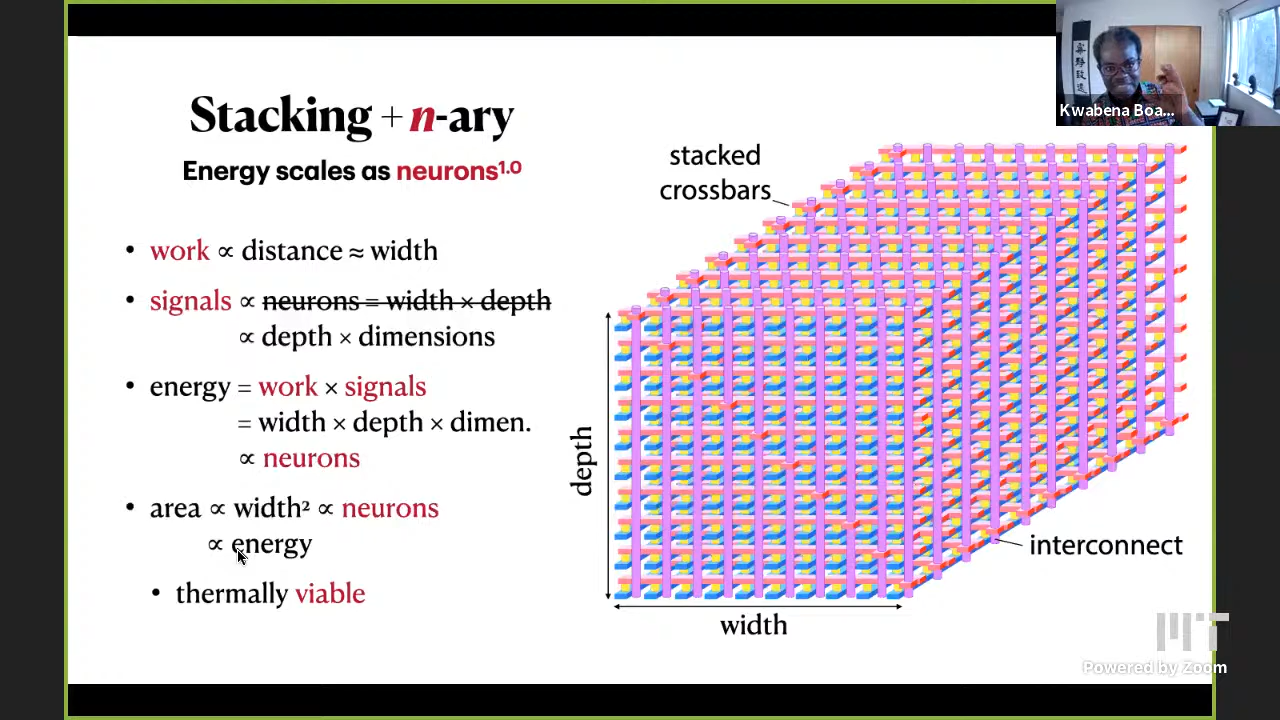 Stacking + n-ary
Energy scales as neurons1.0
• work ∝ distance ≈ width
• signals ∝ neurons = width × depth
∝ depth × dimensions
• energy = work × signals
= width × depth × dimen.
∝ neurons
• area ∝ width² ∝ neurons
∝ energy
• thermally viable
stacked
crossbars
depth
width
interconnect
Kwabena Boa...
MIT
Powered by Zoom